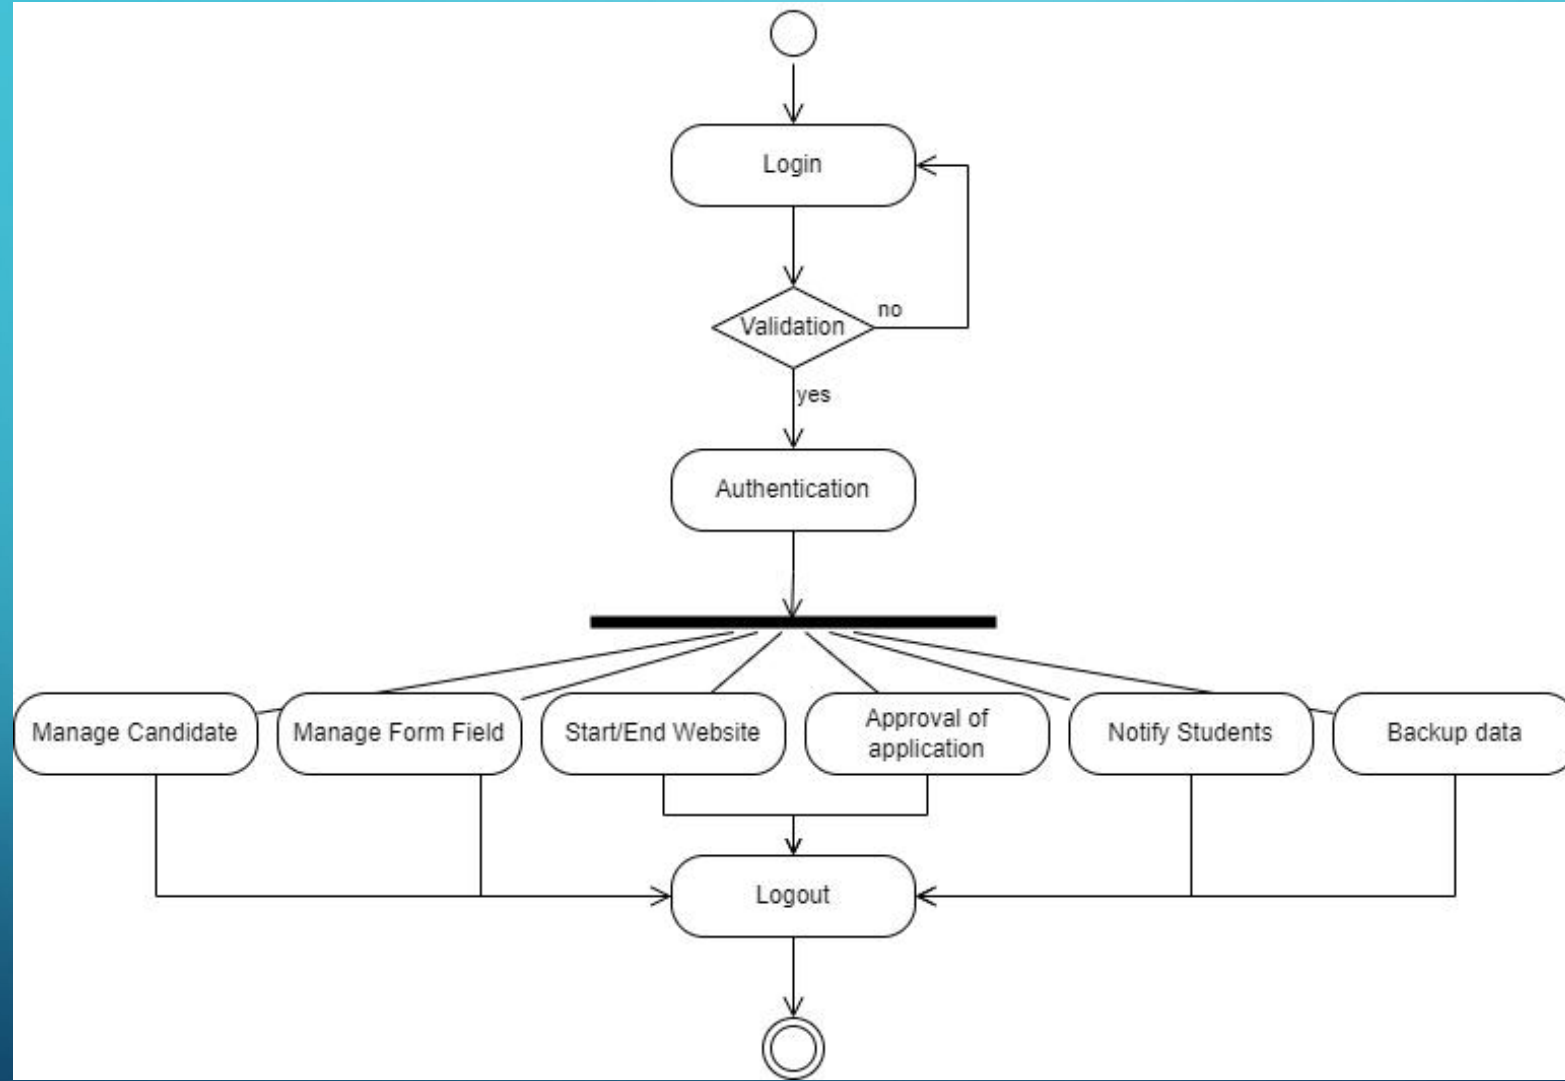 Login
Validation
no
yes
Authentication
Manage Candidate
Manage Form Field
Start/End Website
Approval of
application
Notify Students
Backup data
Logout